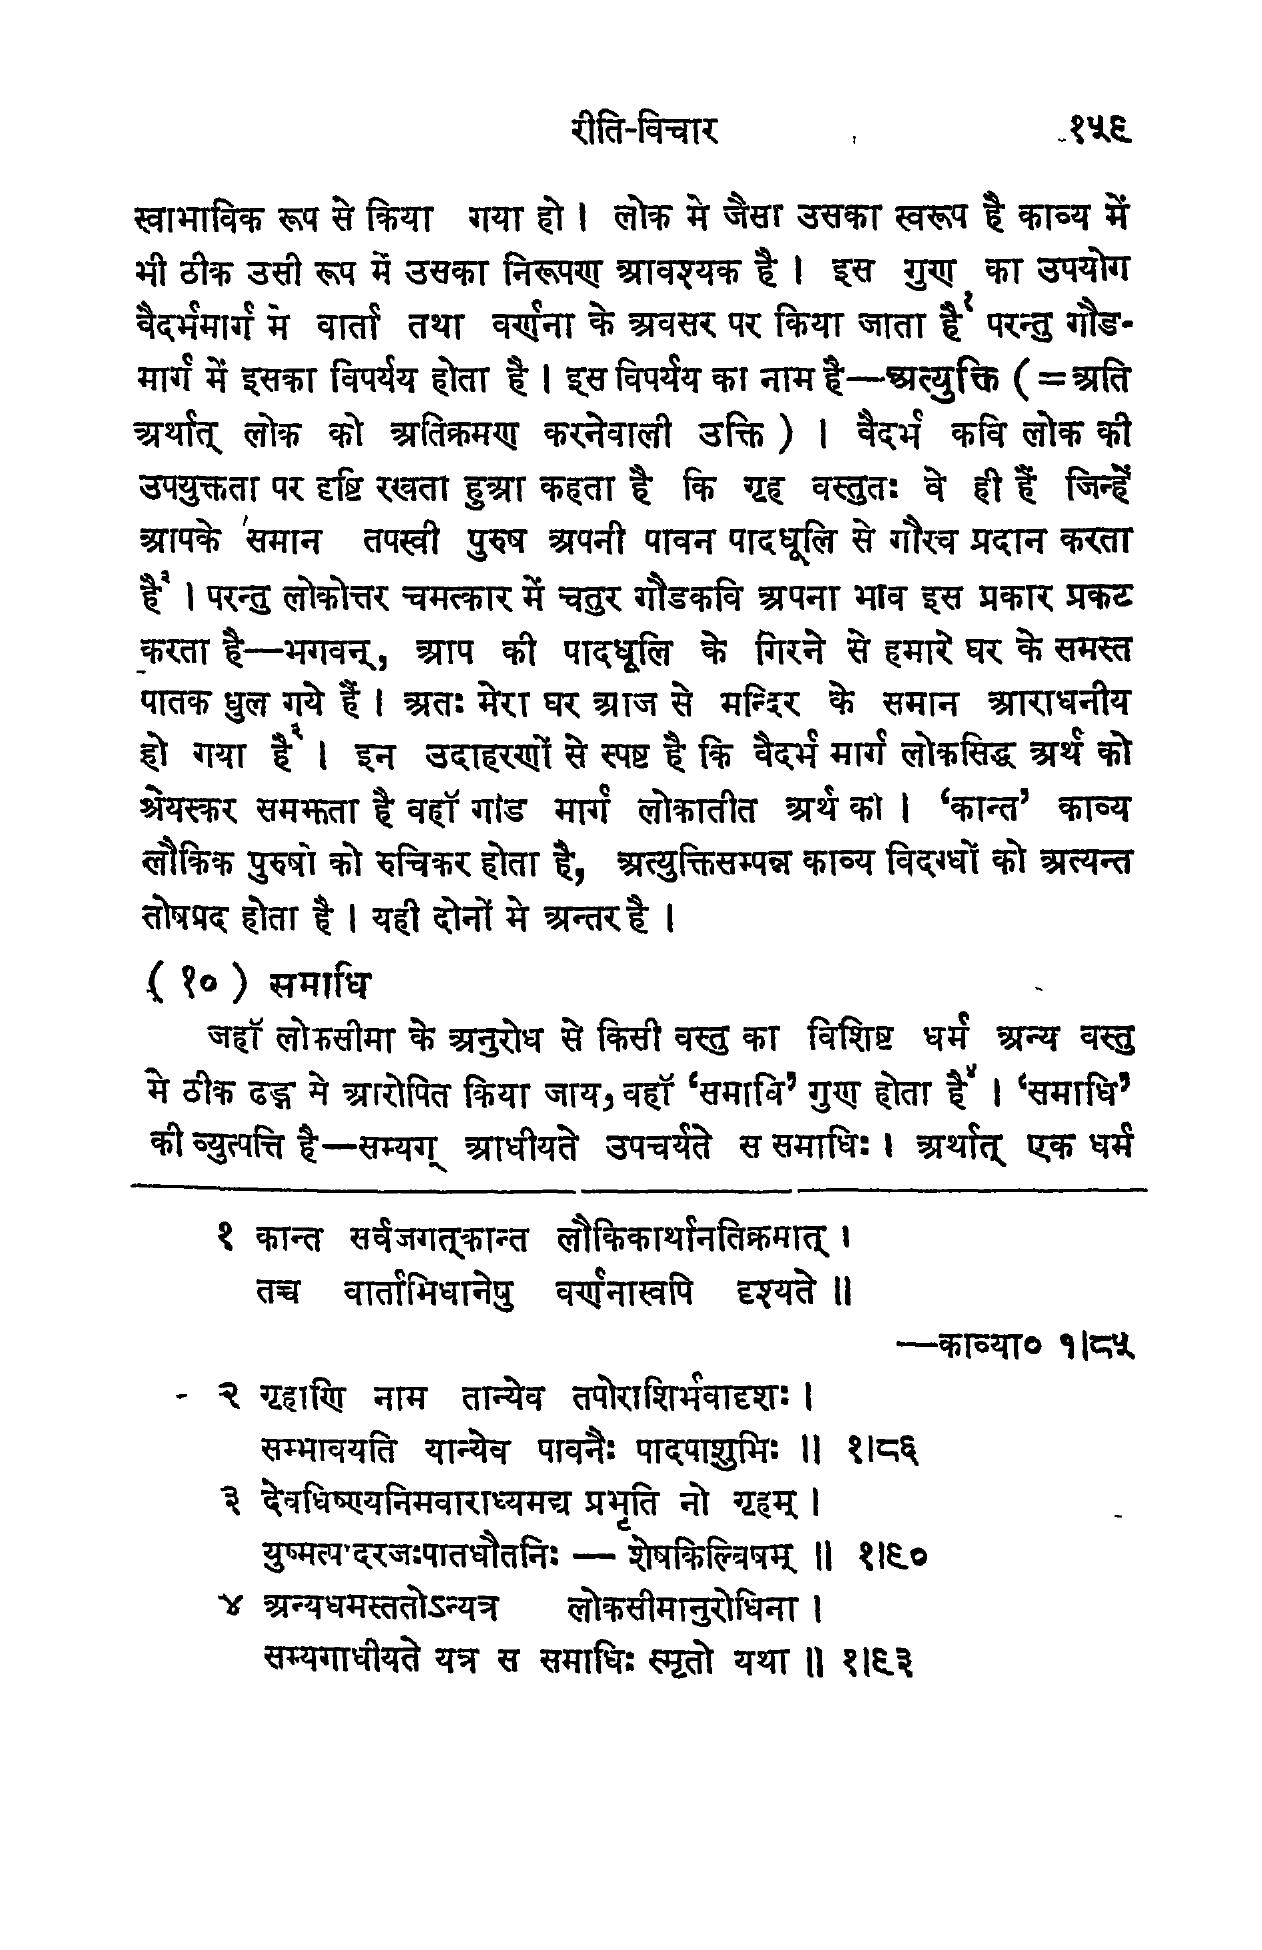 रीति-विचार १५९
स्वाभाविक रूप से किया गया हो। लोक मे जैसा उसका स्वरूप है काव्य में
भी ठीक उसी रूप में उसका निरूपण आवश्यक है। इस गुण का उपयोग
वैदर्भमार्ग मे वार्ता तथा वर्णना के अवसर पर किया जाता है१ परन्तु गौड-
मार्ग में इसका विपर्यय होता है। इस विपर्यय का नाम है—अत्युक्ति (=अति
अर्थात् लोक को अतिक्रमण करनेवाली उक्ति)। वैदर्भ कवि लोक की
उपयुक्तता पर दृष्टि रखता हुआ कहता है कि गृह वस्तुतः वे ही हैं जिन्हें
आपके समान तपस्वी पुरुष अपनी पावन पादधूलि से गौरव प्रदान करता
है२। परन्तु लोकोत्तर चमत्कार में चतुर गौडकवि अपना भाव इस प्रकार प्रकट
करता है—भगवन्, आप की पादधूलि के गिरने से हमारे घर के समस्त
पातक धुल गये हैं। अतः मेरा घर आज से मन्दिर के समान आराधनीय
हो गया है३। इन उदाहरणों से स्पष्ट है कि वैदर्भ मार्ग लोकसिद्ध अर्थ को
श्रेयस्कर समझता है वहाँ गौड मार्ग लोकातीत अर्थ को। ‘कान्त’ काव्य
लौकिक पुरुषो को रुचिकर होता है, अत्युक्तिसम्पन्न काव्य विदग्धों को अत्यन्त
तोषप्रद होता है। यही दोनों मे अन्तर है।
(१०) समाधि
जहाँ लोकसीमा के अनुरोध से किसी वस्तु का विशिष्ट धर्म अन्य वस्तु
मे ठीक ढङ्ग मे आरोपित किया जाय, वहाँ ‘समावि’ गुण होता है४। ‘समाधि’
की व्युत्पत्ति है—सम्यग् आधीयते उपचर्यते स समाधिः। अर्थात् एक धर्म
१ कान्त सर्वजगत्कान्त लौकिकार्थानतिक्रमात्।
तच्च वार्ताभिधानेषु वर्णनास्वपि दृश्यते॥
—काव्या० १।८५
२ गृहाणि नाम तान्येव तपोराशिर्भवादृशः।
सम्भावयति यान्येव पावनैः पादपाशुभिः॥ १।८६
३ देवधिष्ण्यनिमवाराध्यमद्य प्रभृति नो गृहम्।
युष्मत्पादरजःपातधौतनिः — शेषकिल्विषम्॥ १।९०
४ अन्यधमस्ततोऽन्यत्र लोकसीमानुरोधिना।
सम्यगाधीयते यत्र स समाधिः स्मृतो यथा॥ १।९३